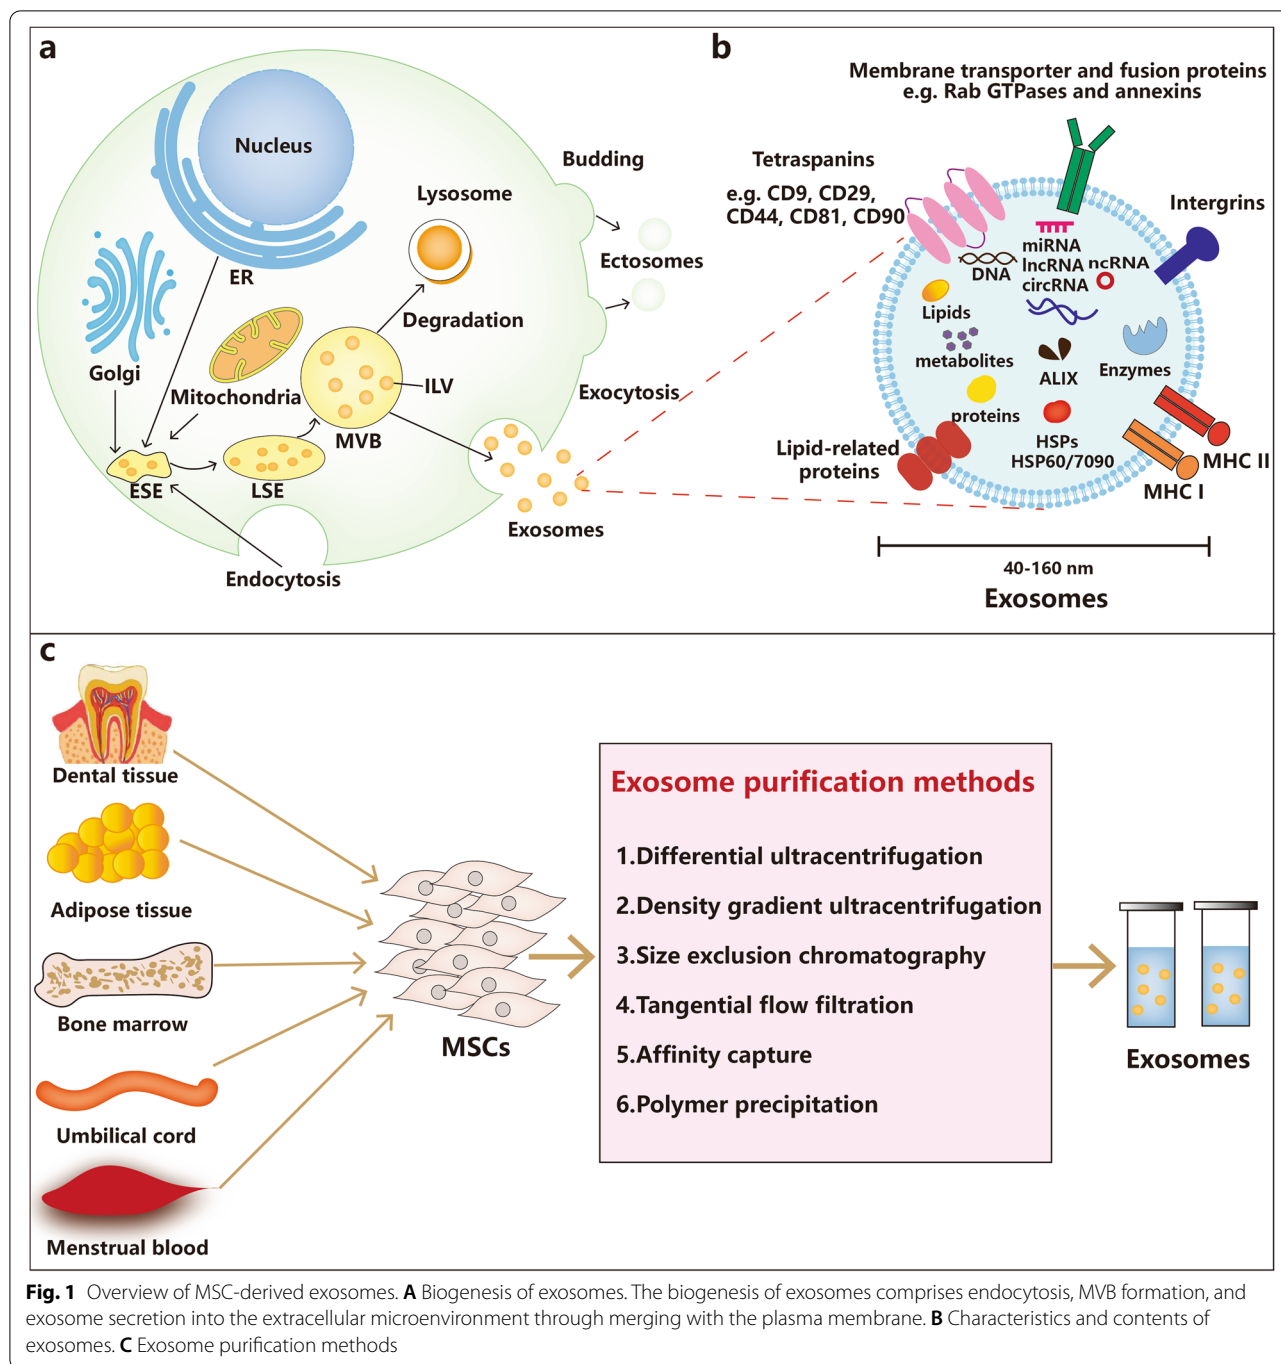 a
Nucleus
ER
Golgi
Mitochondria
Lysosome
Degradation
ILV
MVB
ESE
LSE
Endocytosis
Exosomes
Budding
Ectosomes
Exocytosis
b
Membrane transporter and fusion proteins
e.g. Rab GTPases and annexins
Tetraspanins
e.g. CD9, CD29,
CD44, CD81, CD90
Intergrins
miRNA
lncRNA
circRNA
ncRNA
DNA
Lipids
metabolites
proteins
ALIX
Enzymes
HSPs
HSP60/7090
Lipid-related
proteins
MHC II
MHC I
40-160 nm
Exosomes
c
Dental tissue
Adipose tissue
Bone marrow
Umbilical cord
Menstrual blood
MSCs
Exosome purification methods
1.Differential ultracentrifugation
2.Density gradient ultracentrifugation
3.Size exclusion chromatography
4.Tangential flow filtration
5.Affinity capture
6.Polymer precipitation
Exosomes
Fig. 1 Overview of MSC-derived exosomes. A Biogenesis of exosomes. The biogenesis of exosomes comprises endocytosis, MVB formation, and
exosome secretion into the extracellular microenvironment through merging with the plasma membrane. B Characteristics and contents of
exosomes. C Exosome purification methods